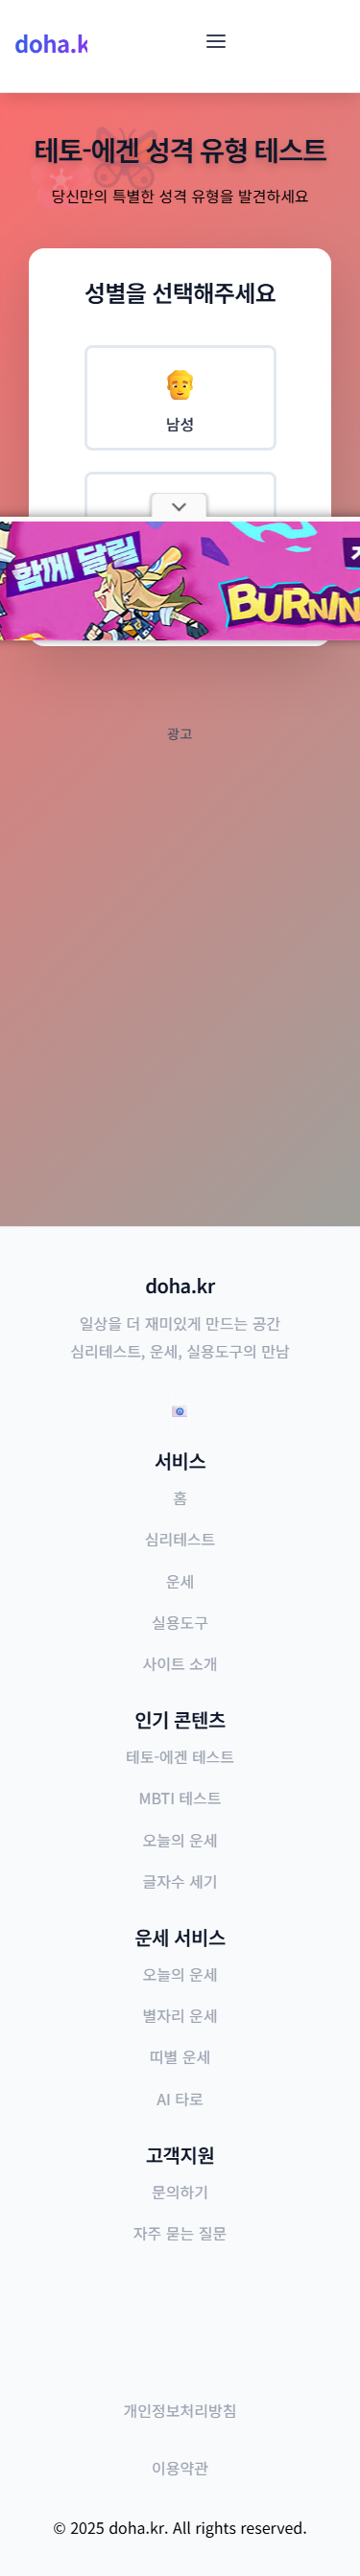 doha.k
테토-에겐 성격 유형 테스트
당신만의 특별한 성격 유형을 발견하세요
성별을 선택해주세요
남성
함께 달릴
BURNIN
광고
doha.kr
일상을 더 재미있게 만드는 공간
심리테스트, 운세, 실용도구의 만남
서비스
홈
심리테스트
운세
실용도구
사이트 소개
인기 콘텐츠
테토-에겐 테스트
MBTI 테스트
오늘의 운세
글자수 세기
운세 서비스
오늘의 운세
별자리 운세
띠별 운세
AI 타로
고객지원
문의하기
자주 묻는 질문
개인정보처리방침
이용약관
© 2025 doha.kr. All rights reserved.